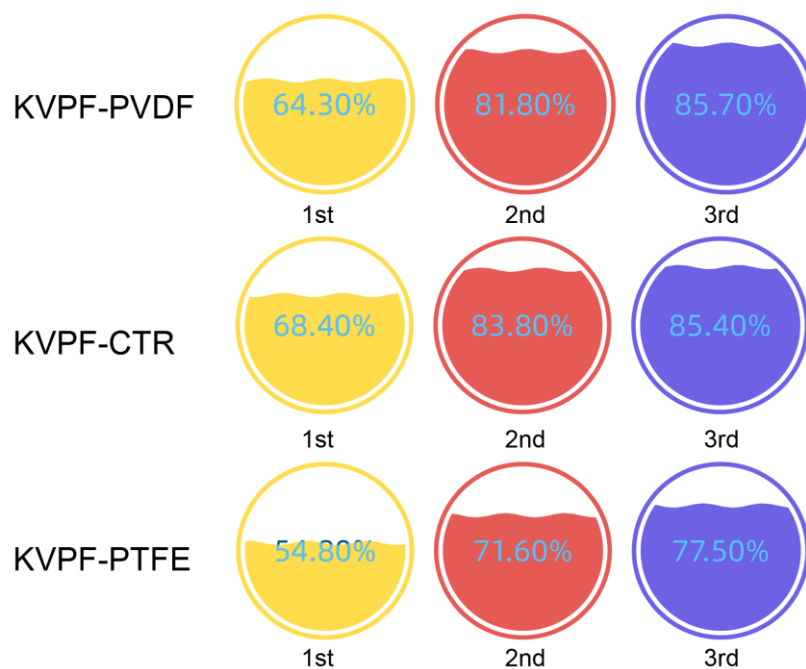 KVPF-PVDF
64.30%
81.80%
85.70%
1st
2nd
3rd
KVPF-CTR
68.40%
83.80%
85.40%
1st
2nd
3rd
KVPF-PTFE
54.80%
71.60%
77.50%
1st
2nd
3rd